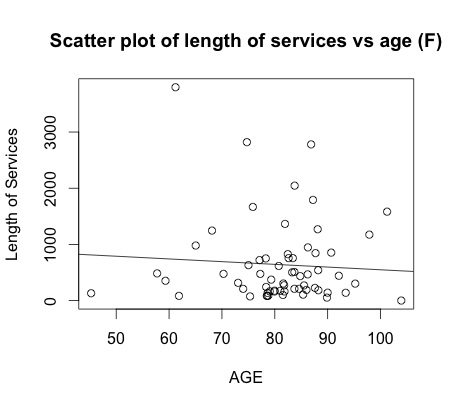 Scatter plot of length of services vs age (F)
Length of Services
3000
2000
1000
0
50 60 70 80 90 100
AGE